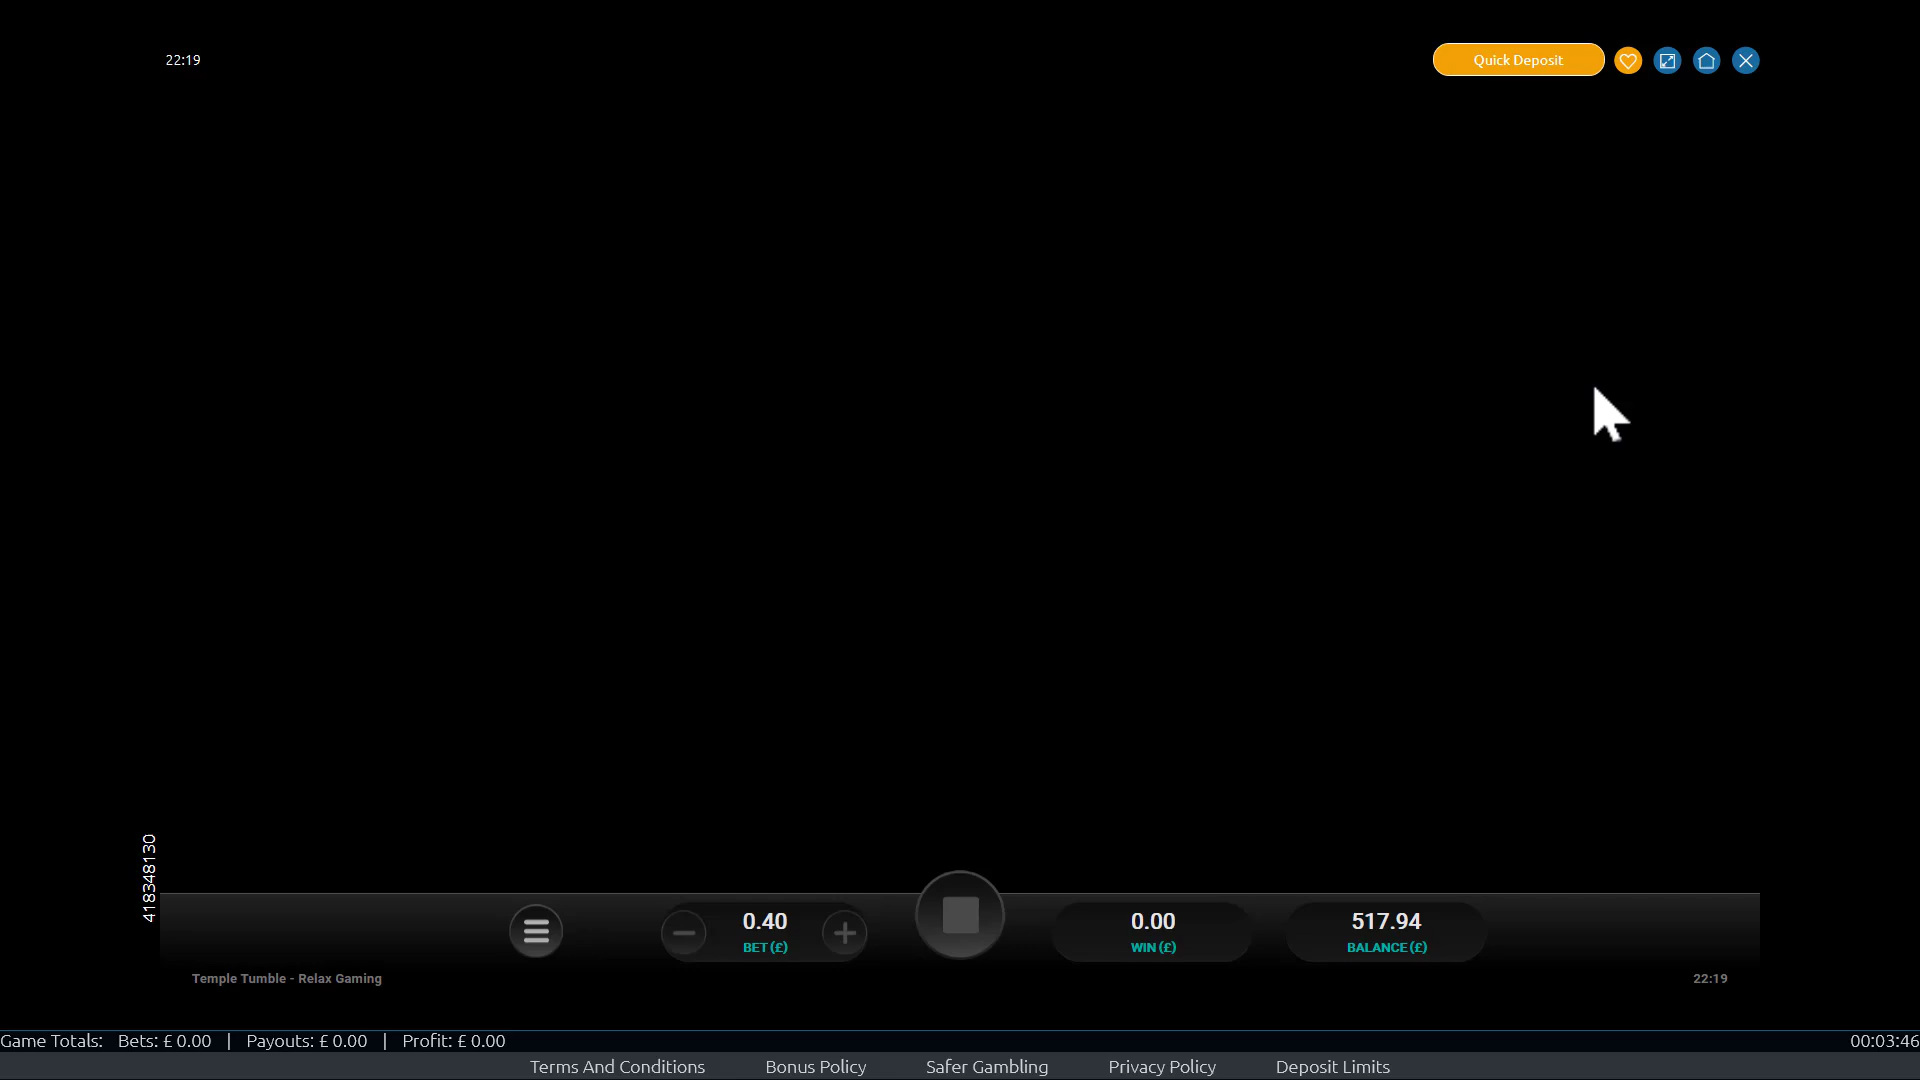 22:19
Quick Deposit
418348130
0.40
BET (£)
0.00
WIN (£)
517.94
BALANCE (£)
Temple Tumble - Relax Gaming
22:19
Game Totals: Bets: £ 0.00 | Payouts: £ 0.00 | Profit: £ 0.00
00:03:46
Terms And Conditions Bonus Policy Safer Gambling Privacy Policy Deposit Limits